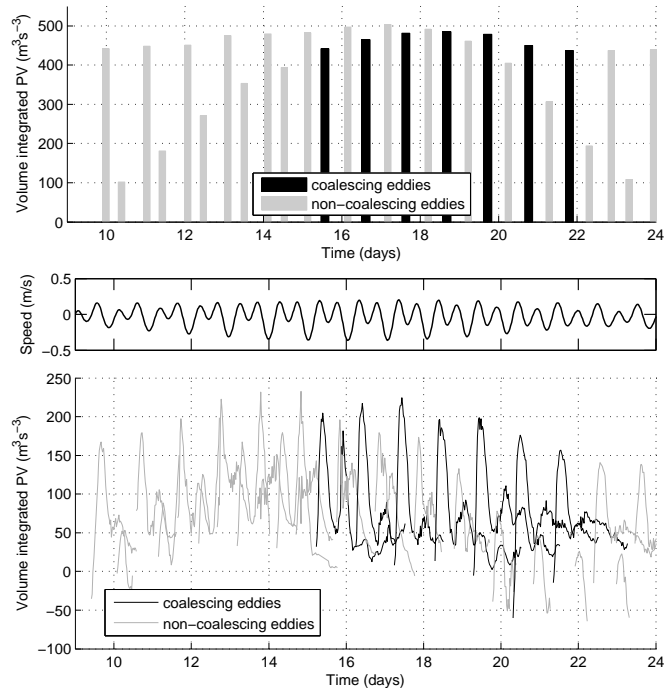 500
400
300
200
100
0
Volume integrated PV (m³s⁻³)
coalescing eddies
non-coalescing eddies
10 12 14 16 18 20 22 24
Time (days)
0.5
0
−0.5
Speed (m/s)
250
200
150
100
50
0
−50
−100
Volume integrated PV (m³s⁻³)
coalescing eddies
non-coalescing eddies
10 12 14 16 18 20 22 24
Time (days)